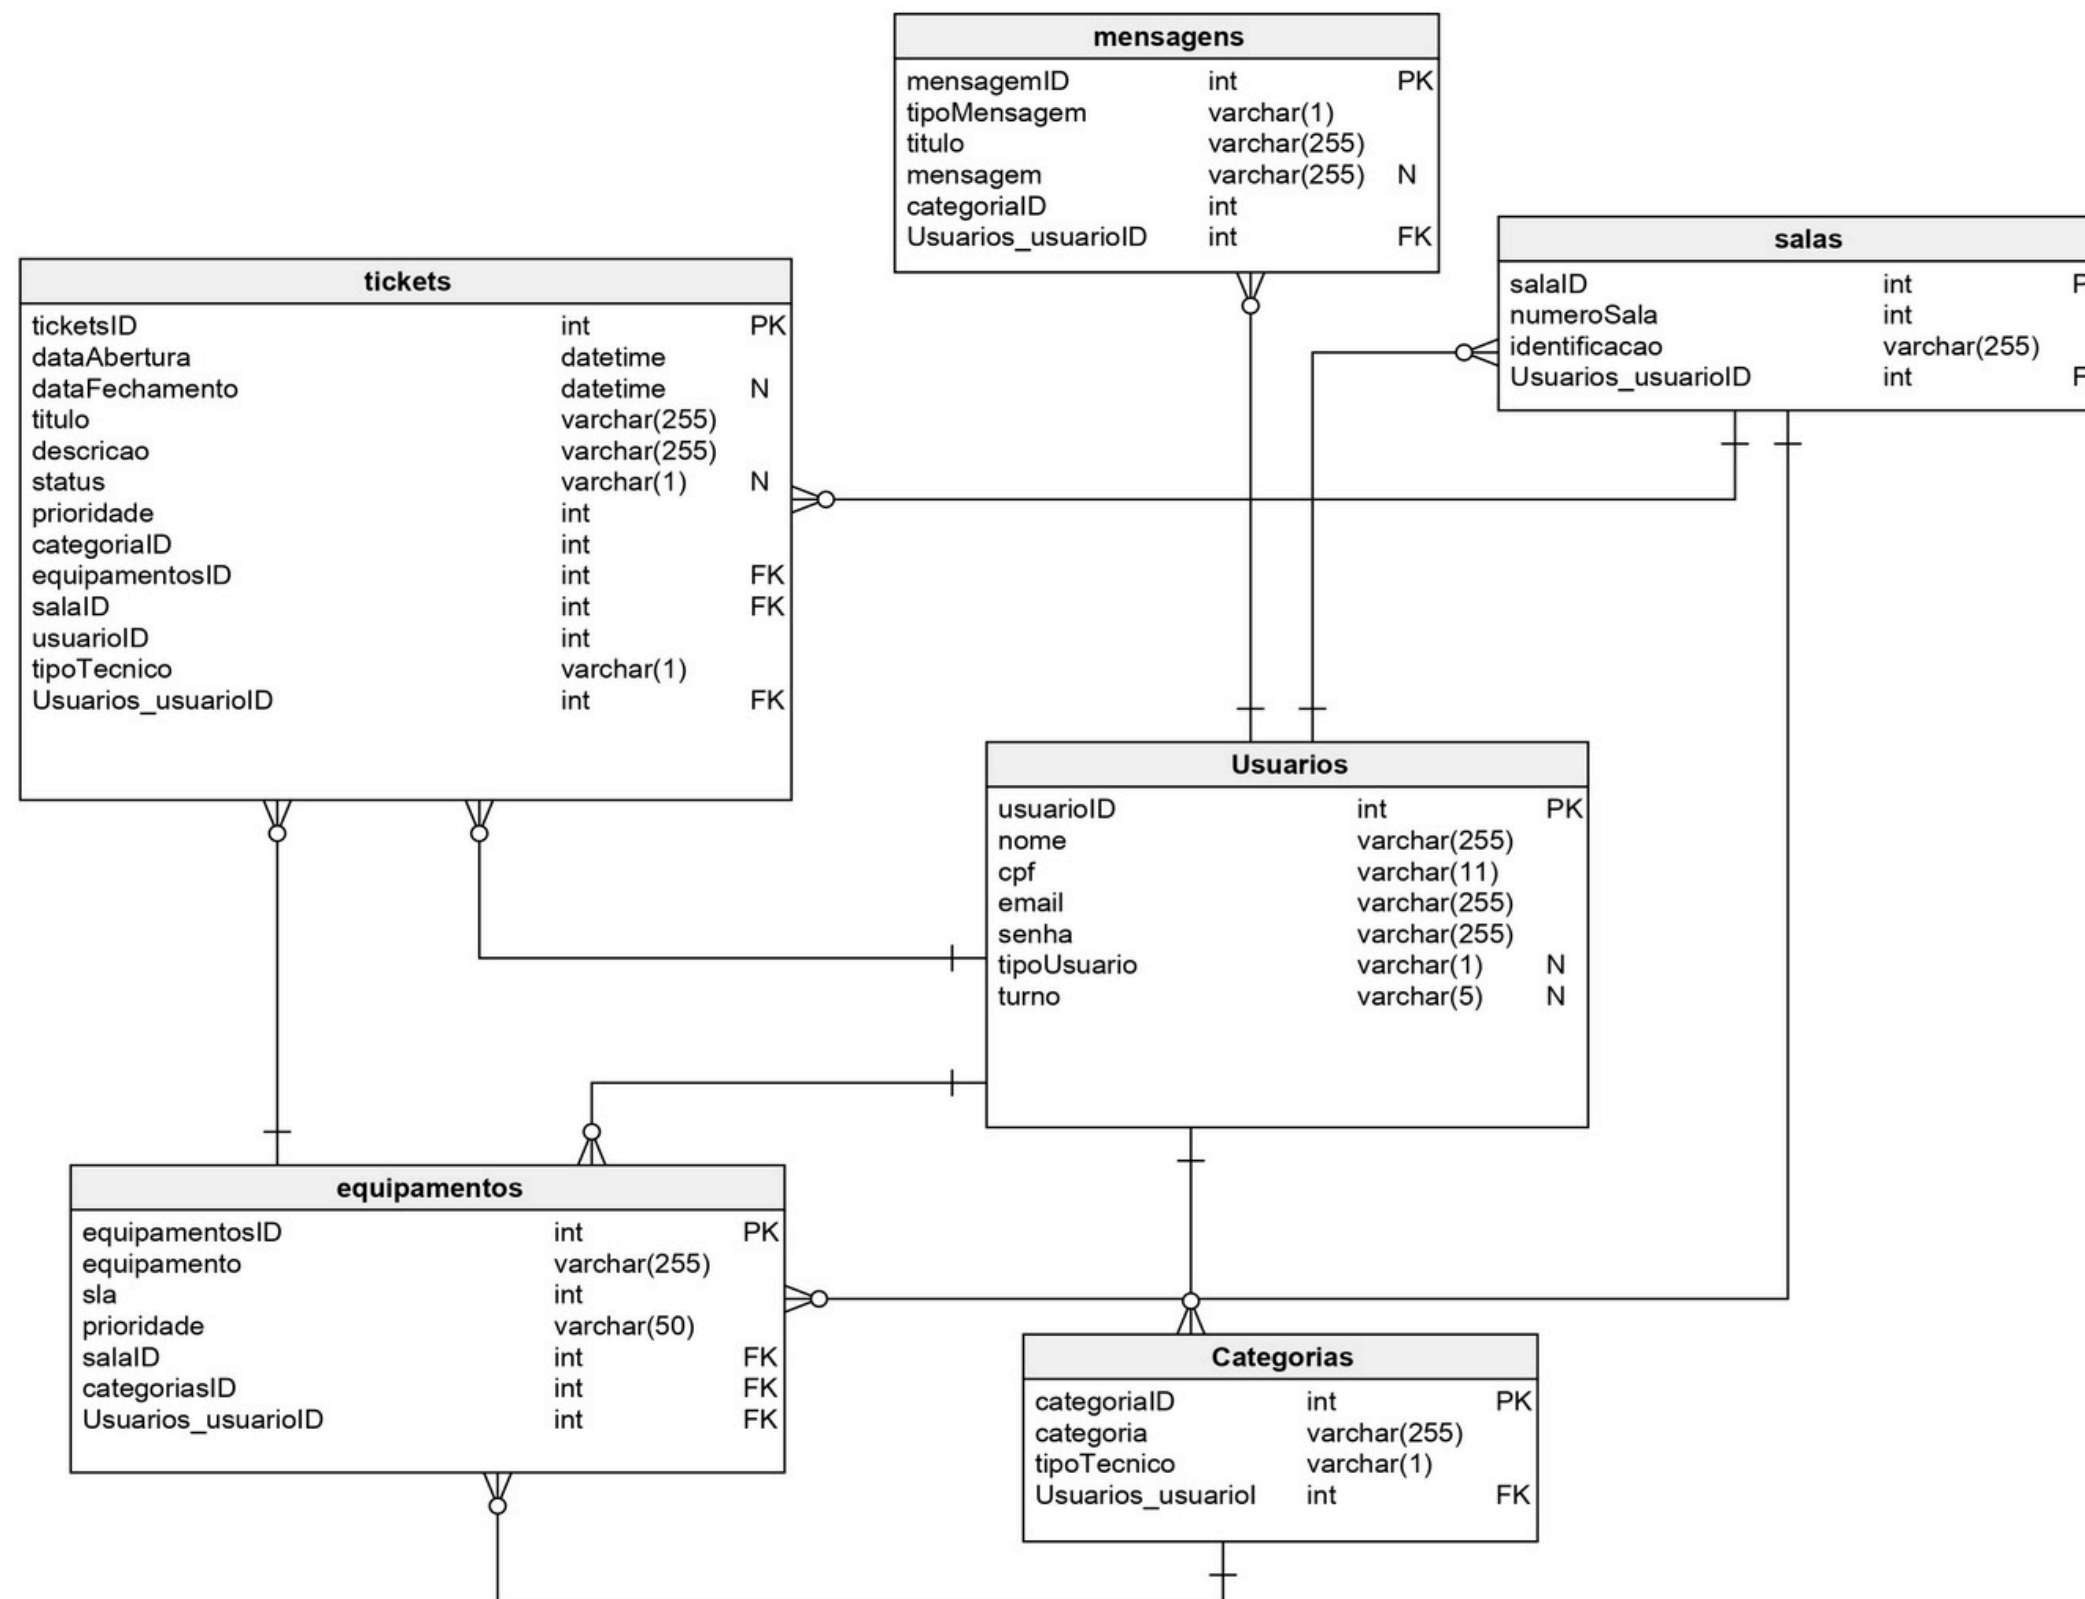 mensagens
mensagemID int PK
tipoMensagem varchar(1)
titulo varchar(255)
mensagem varchar(255) N
categoriaID int
Usuarios_usuarioID int FK
salas
salaID int P
numeroSala int
identificacao varchar(255)
Usuarios_usuarioID int F
tickets
ticketsID int PK
dataAbertura datetime
dataFechamento datetime N
titulo varchar(255)
descricao varchar(255)
status varchar(1) N
prioridade int
categoriaID int
equipamentosID int FK
salaID int FK
usuarioID int
tipoTecnico varchar(1)
Usuarios_usuarioID int FK
Usuarios
usuarioID int PK
nome varchar(255)
cpf varchar(11)
email varchar(255)
senha varchar(255)
tipoUsuario varchar(1) N
turno varchar(5) N
equipamentos
equipamentosID int PK
equipamento varchar(255)
sla int
prioridade varchar(50)
salaID int FK
categoriasID int FK
Usuarios_usuarioID int FK
Categorias
categoriaID int PK
categoria varchar(255)
tipoTecnico varchar(1)
Usuarios_usuarioI int FK